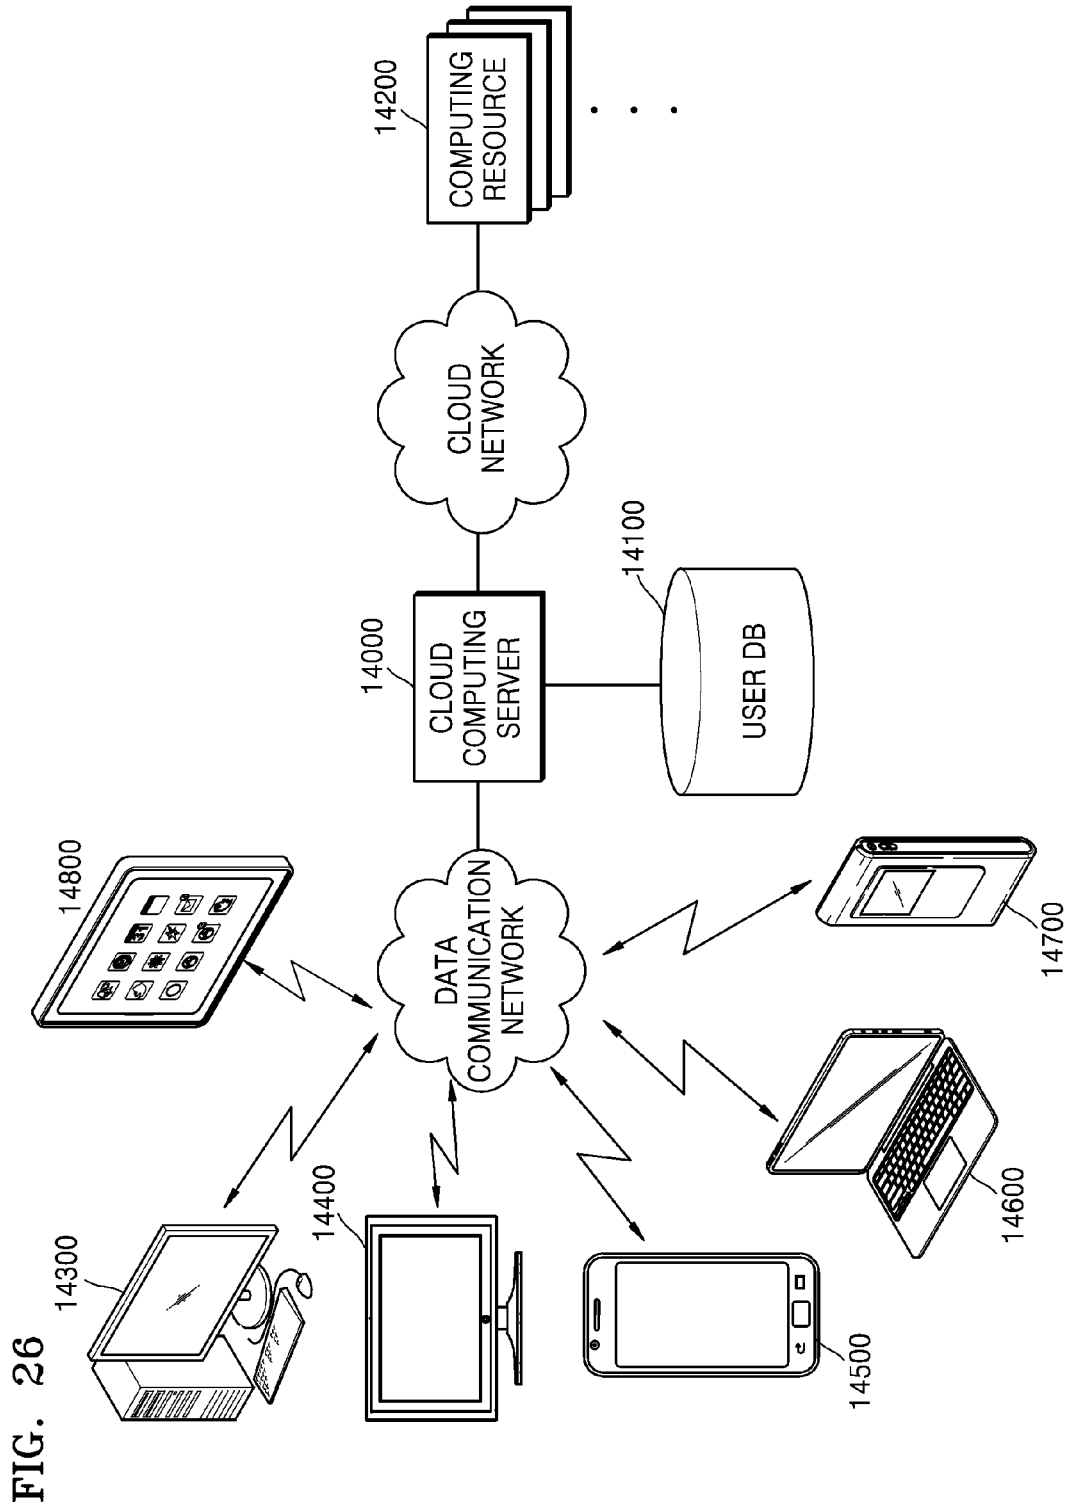 FIG. 26
14300
14800
14400
14500
14600
14700
DATA
COMMUNICATION
NETWORK
14000
CLOUD
COMPUTING
SERVER
14100
USER DB
CLOUD
NETWORK
14200
COMPUTING
RESOURCE
31